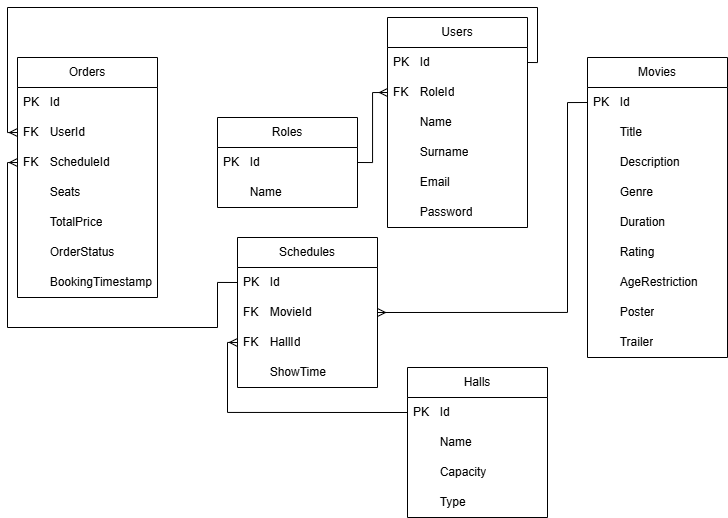 Orders
PK Id
FK UserId
FK ScheduleId
Seats
TotalPrice
OrderStatus
BookingTimestamp
Roles
PK Id
Name
Users
PK Id
FK RoleId
Name
Surname
Email
Password
Movies
PK Id
Title
Description
Genre
Duration
Rating
AgeRestriction
Poster
Trailer
Schedules
PK Id
FK MovieId
FK HallId
ShowTime
Halls
PK Id
Name
Capacity
Type